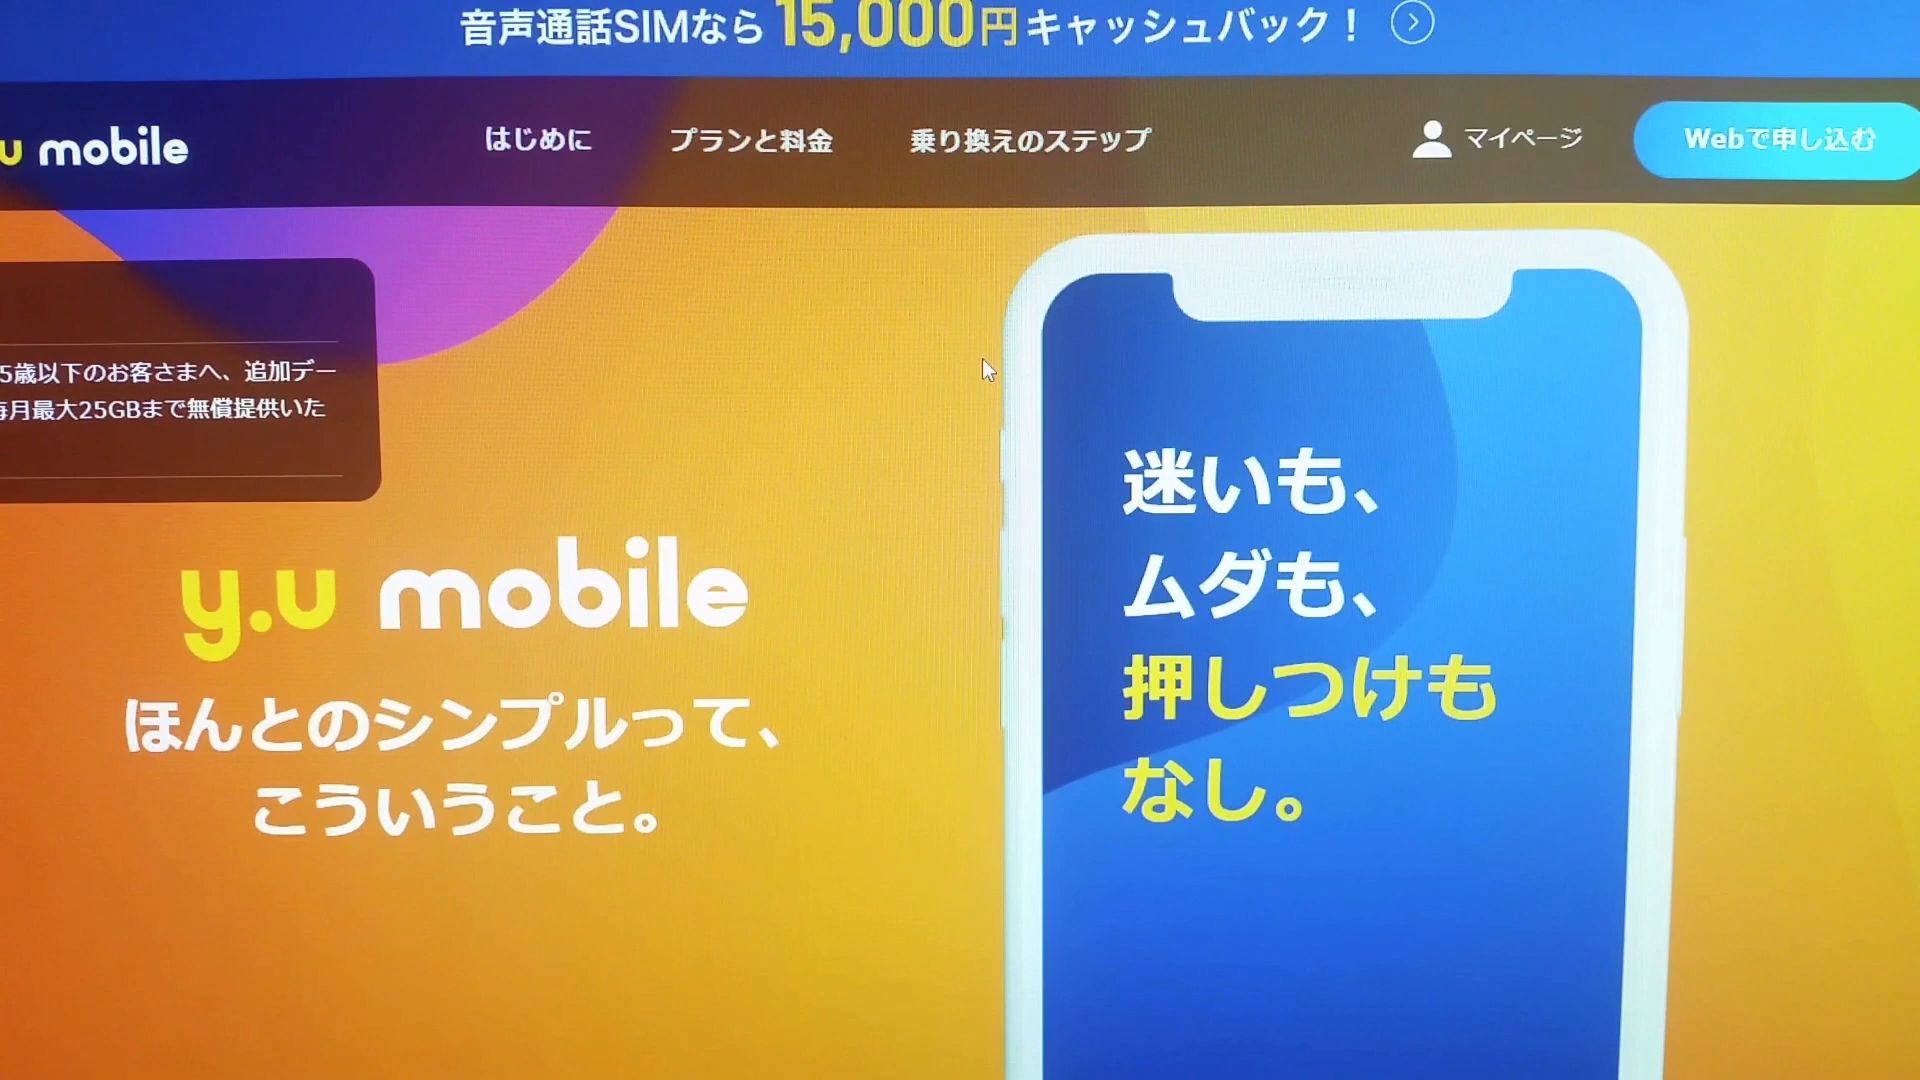 音声通話SIMなら 15,000円キャッシュバック！
u mobile
はじめに
プランと料金
乗り換えのステップ
マイページ
Webで申し込む
5歳以下のお客さまへ、追加デー
毎月最大25GBまで無償提供いた
y.u mobile
ほんとのシンプルって、
こういうこと。
迷いも、
ムダも、
押しつけも
なし。